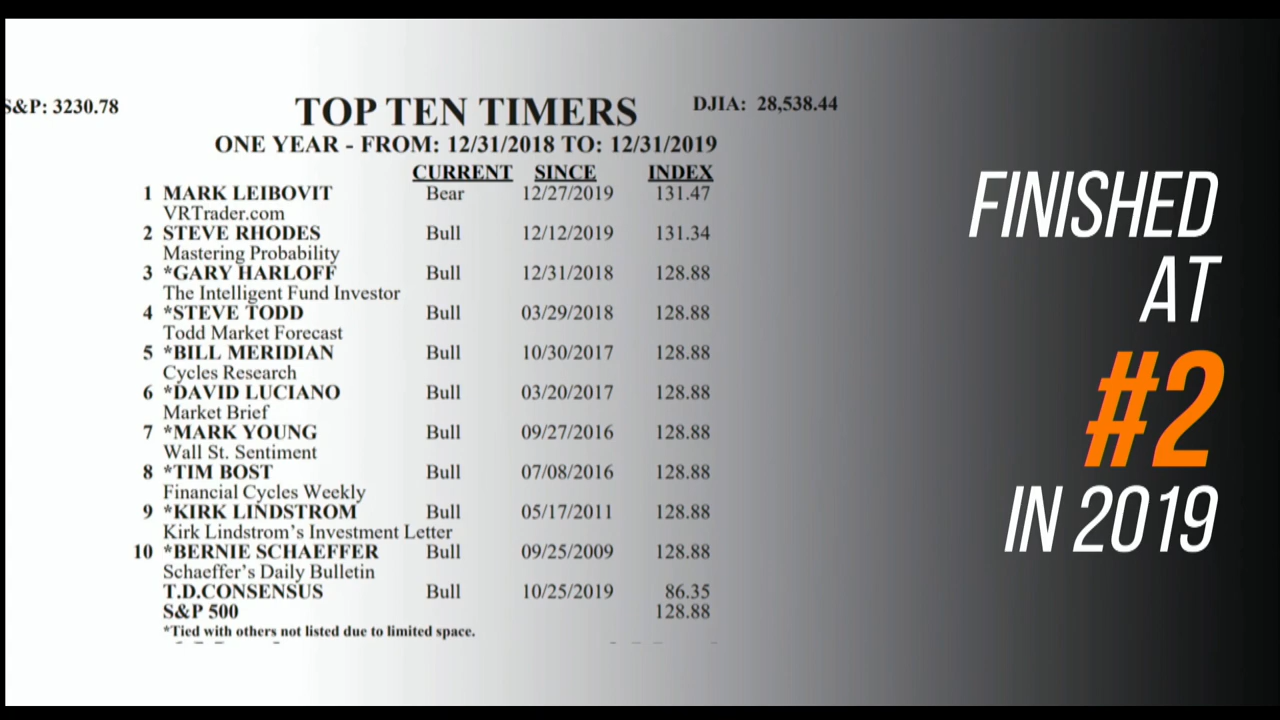 S&P: 3230.78
TOP TEN TIMERS
DJIA: 28,538.44
ONE YEAR - FROM: 12/31/2018 TO: 12/31/2019
CURRENT SINCE INDEX
1 MARK LEIBOVIT Bear 12/27/2019 131.47
VRTrader.com
2 STEVE RHODES Bull 12/12/2019 131.34
Mastering Probability
3 *GARY HARLOFF Bull 12/31/2018 128.88
The Intelligent Fund Investor
4 *STEVE TODD Bull 03/29/2018 128.88
Todd Market Forecast
5 *BILL MERIDIAN Bull 10/30/2017 128.88
Cycles Research
6 *DAVID LUCIANO Bull 03/20/2017 128.88
Market Brief
7 *MARK YOUNG Bull 09/27/2016 128.88
Wall St. Sentiment
8 *TIM BOST Bull 07/08/2016 128.88
Financial Cycles Weekly
9 *KIRK LINDSTROM Bull 05/17/2011 128.88
Kirk Lindstrom's Investment Letter
10 *BERNIE SCHAEFFER Bull 09/25/2009 128.88
Schaeffer's Daily Bulletin
T.D.CONSENSUS Bull 10/25/2019 86.35
S&P 500 128.88
*Tied with others not listed due to limited space.
FINISHED
AT
#2
IN 2019